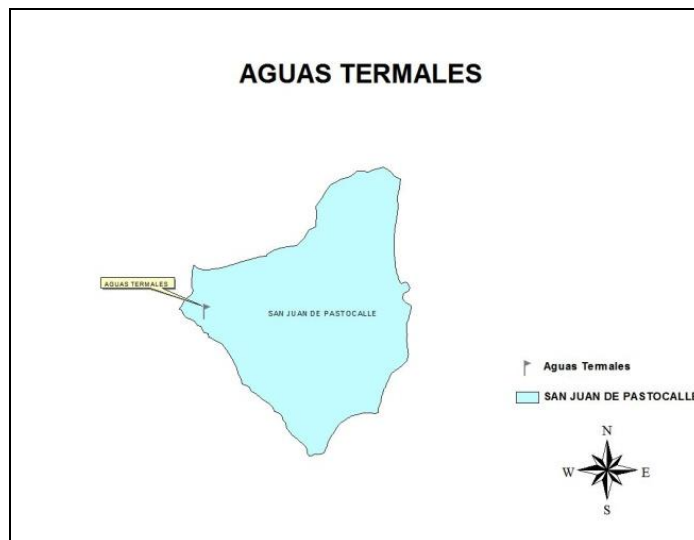 AGUAS TERMALES
AGUAS TERMALES
SAN JUAN DE PASTOCALLE
Aguas Termales
SAN JUAN DE PASTOCALLE
N
W E
S